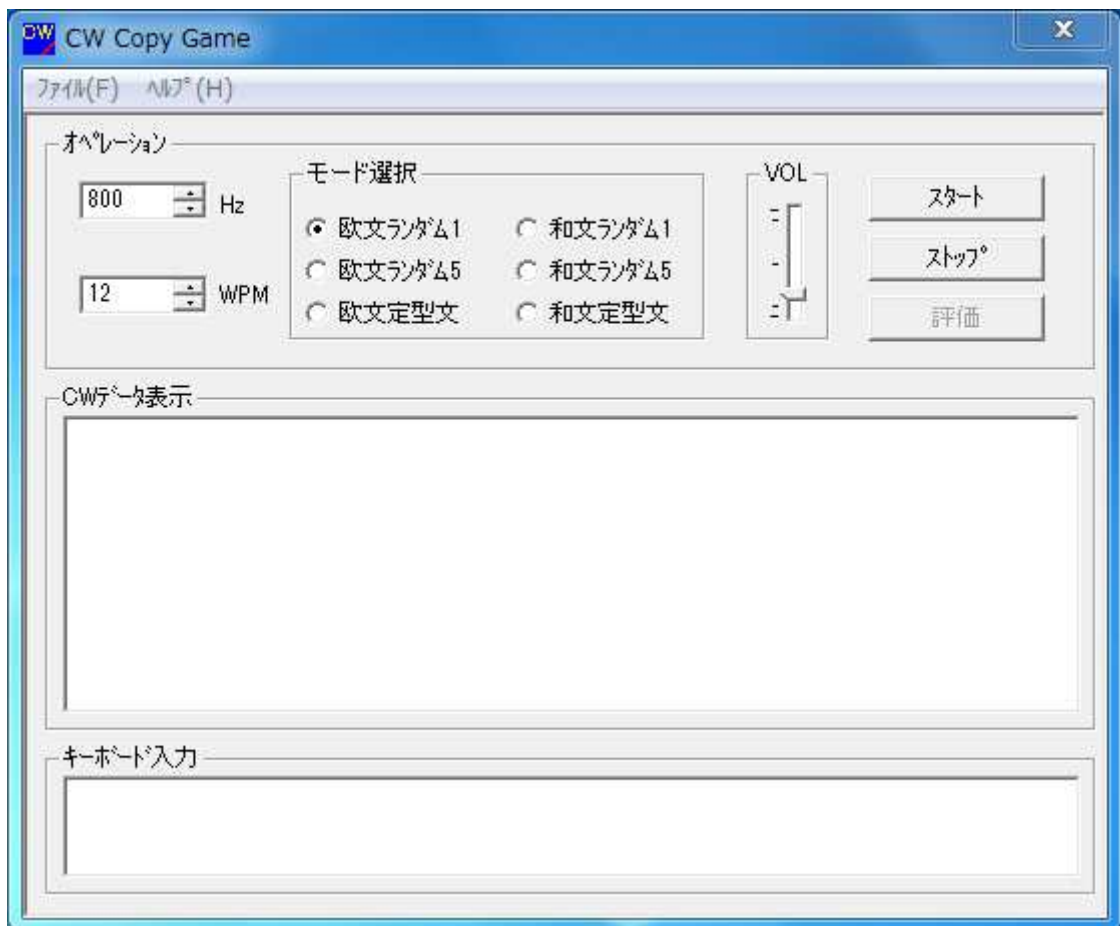 CW CW Copy Game X
ﾌｧｲﾙ(F) ﾍﾙﾌﾟ(H)
ｵﾍﾟﾚｰｼｮﾝ
モード選択 VOL
800 Hz
スタート
欧文ランダム1 和文ランダム1
欧文ランダム5 和文ランダム5
ストップ
12 WPM
欧文定型文 和文定型文
評価
CWデータ表示
キーボード入力